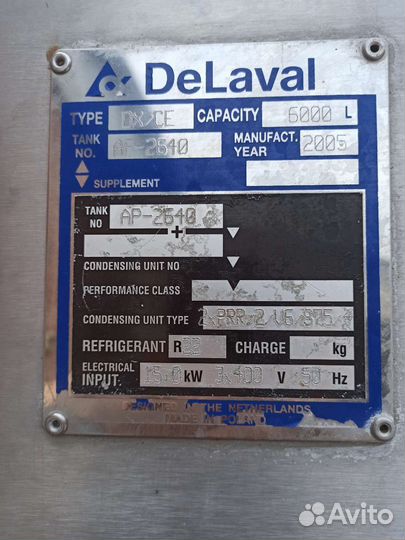 DeLaval
TYPE DX/CE CAPACITY 6000 L
TANK NO. AP-2640 MANUFACT. YEAR 2005
SUPPLEMENT
TANK NO AP-2640
+
CONDENSING UNIT NO
PERFORMANCE CLASS
CONDENSING UNIT TYPE
REFRIGERANT R22 CHARGE kg
ELECTRICAL INPUT 15.0 kW 3x400 V 50 Hz
DESIGNED IN THE NETHERLANDS
MADE IN POLAND
Avito